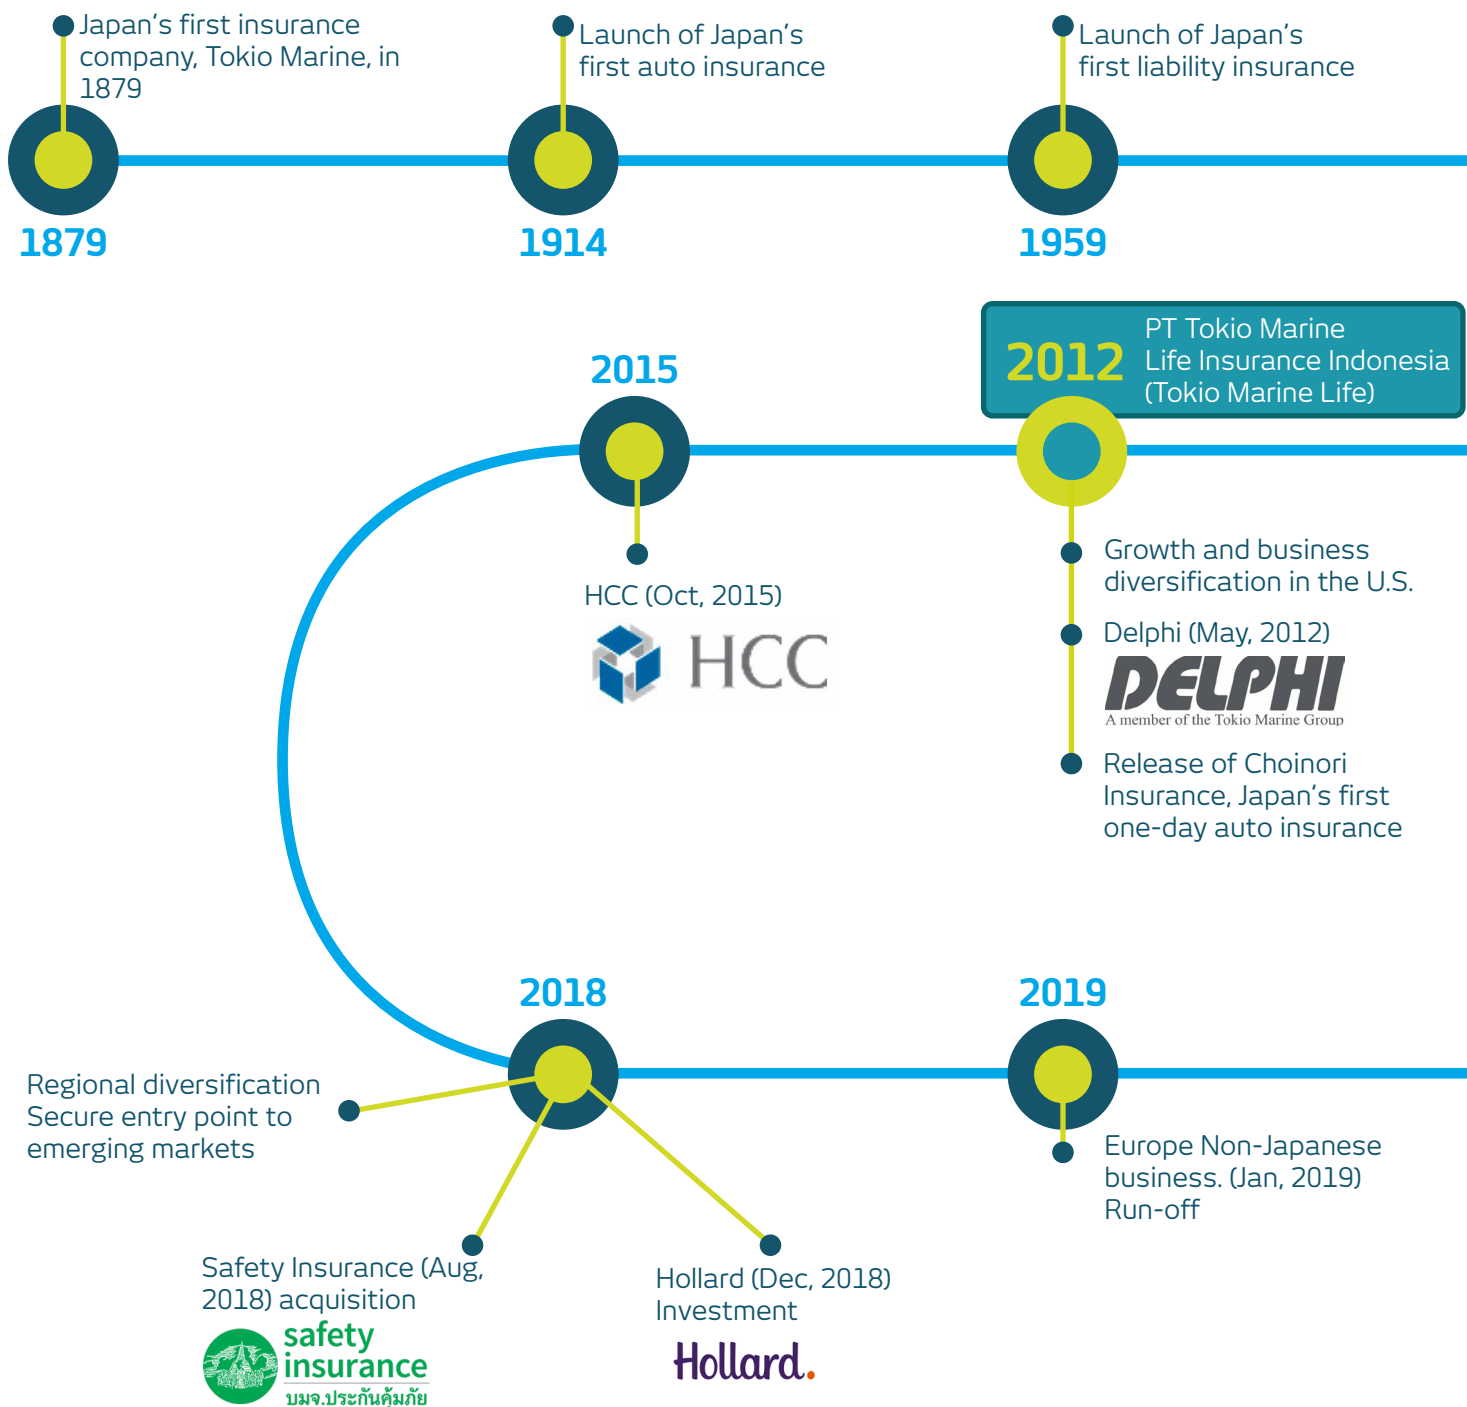 Japan's first insurance
company, Tokio Marine, in
1879
1879
Launch of Japan's
first auto insurance
1914
Launch of Japan's
first liability insurance
1959
2012
PT Tokio Marine
Life Insurance Indonesia
(Tokio Marine Life)
Growth and business
diversification in the U.S.
Delphi (May, 2012)
DELPHI
A member of the Tokio Marine Group
Release of Choinori
Insurance, Japan's first
one-day auto insurance
2015
HCC (Oct, 2015)
HCC
2018
Regional diversification
Secure entry point to
emerging markets
Safety Insurance (Aug,
2018) acquisition
safety
insurance
บมจ.ประกันคุ้มภัย
Hollard (Dec, 2018)
Investment
Hollard.
2019
Europe Non-Japanese
business. (Jan, 2019)
Run-off